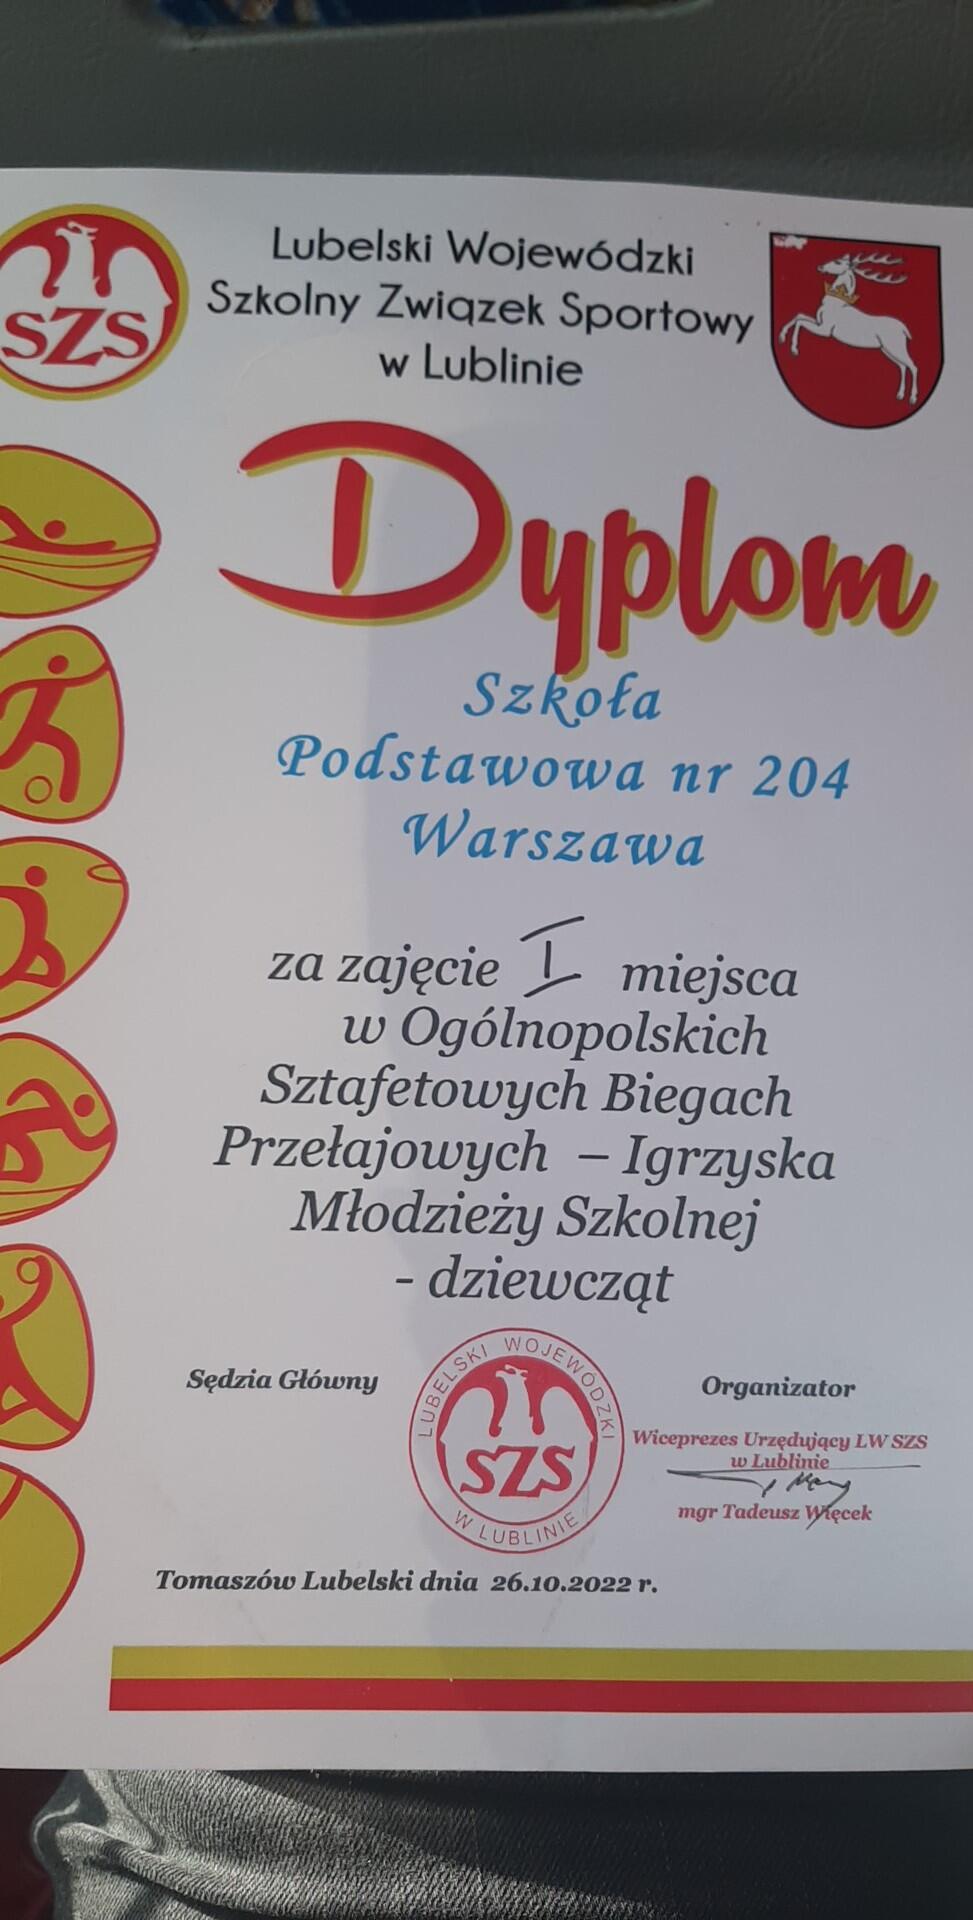 Lubelski Wojewódzki
Szkolny Związek Sportowy
w Lublinie
SZS
Dyplom
Szkoła
Podstawowa nr 204
Warszawa
za zajęcie I miejsca
w Ogólnopolskich
Sztafetowych Biegach
Przełajowych – Igrzyska
Młodzieży Szkolnej
- dziewcząt
Sędzia Główny
LUBELSKI WOJEWÓDZKI
SZS
W LUBLINIE
Organizator
Wiceprezes Urzędujący LW SZS
w Lublinie
mgr Tadeusz Więcek
Tomaszów Lubelski dnia 26.10.2022 r.